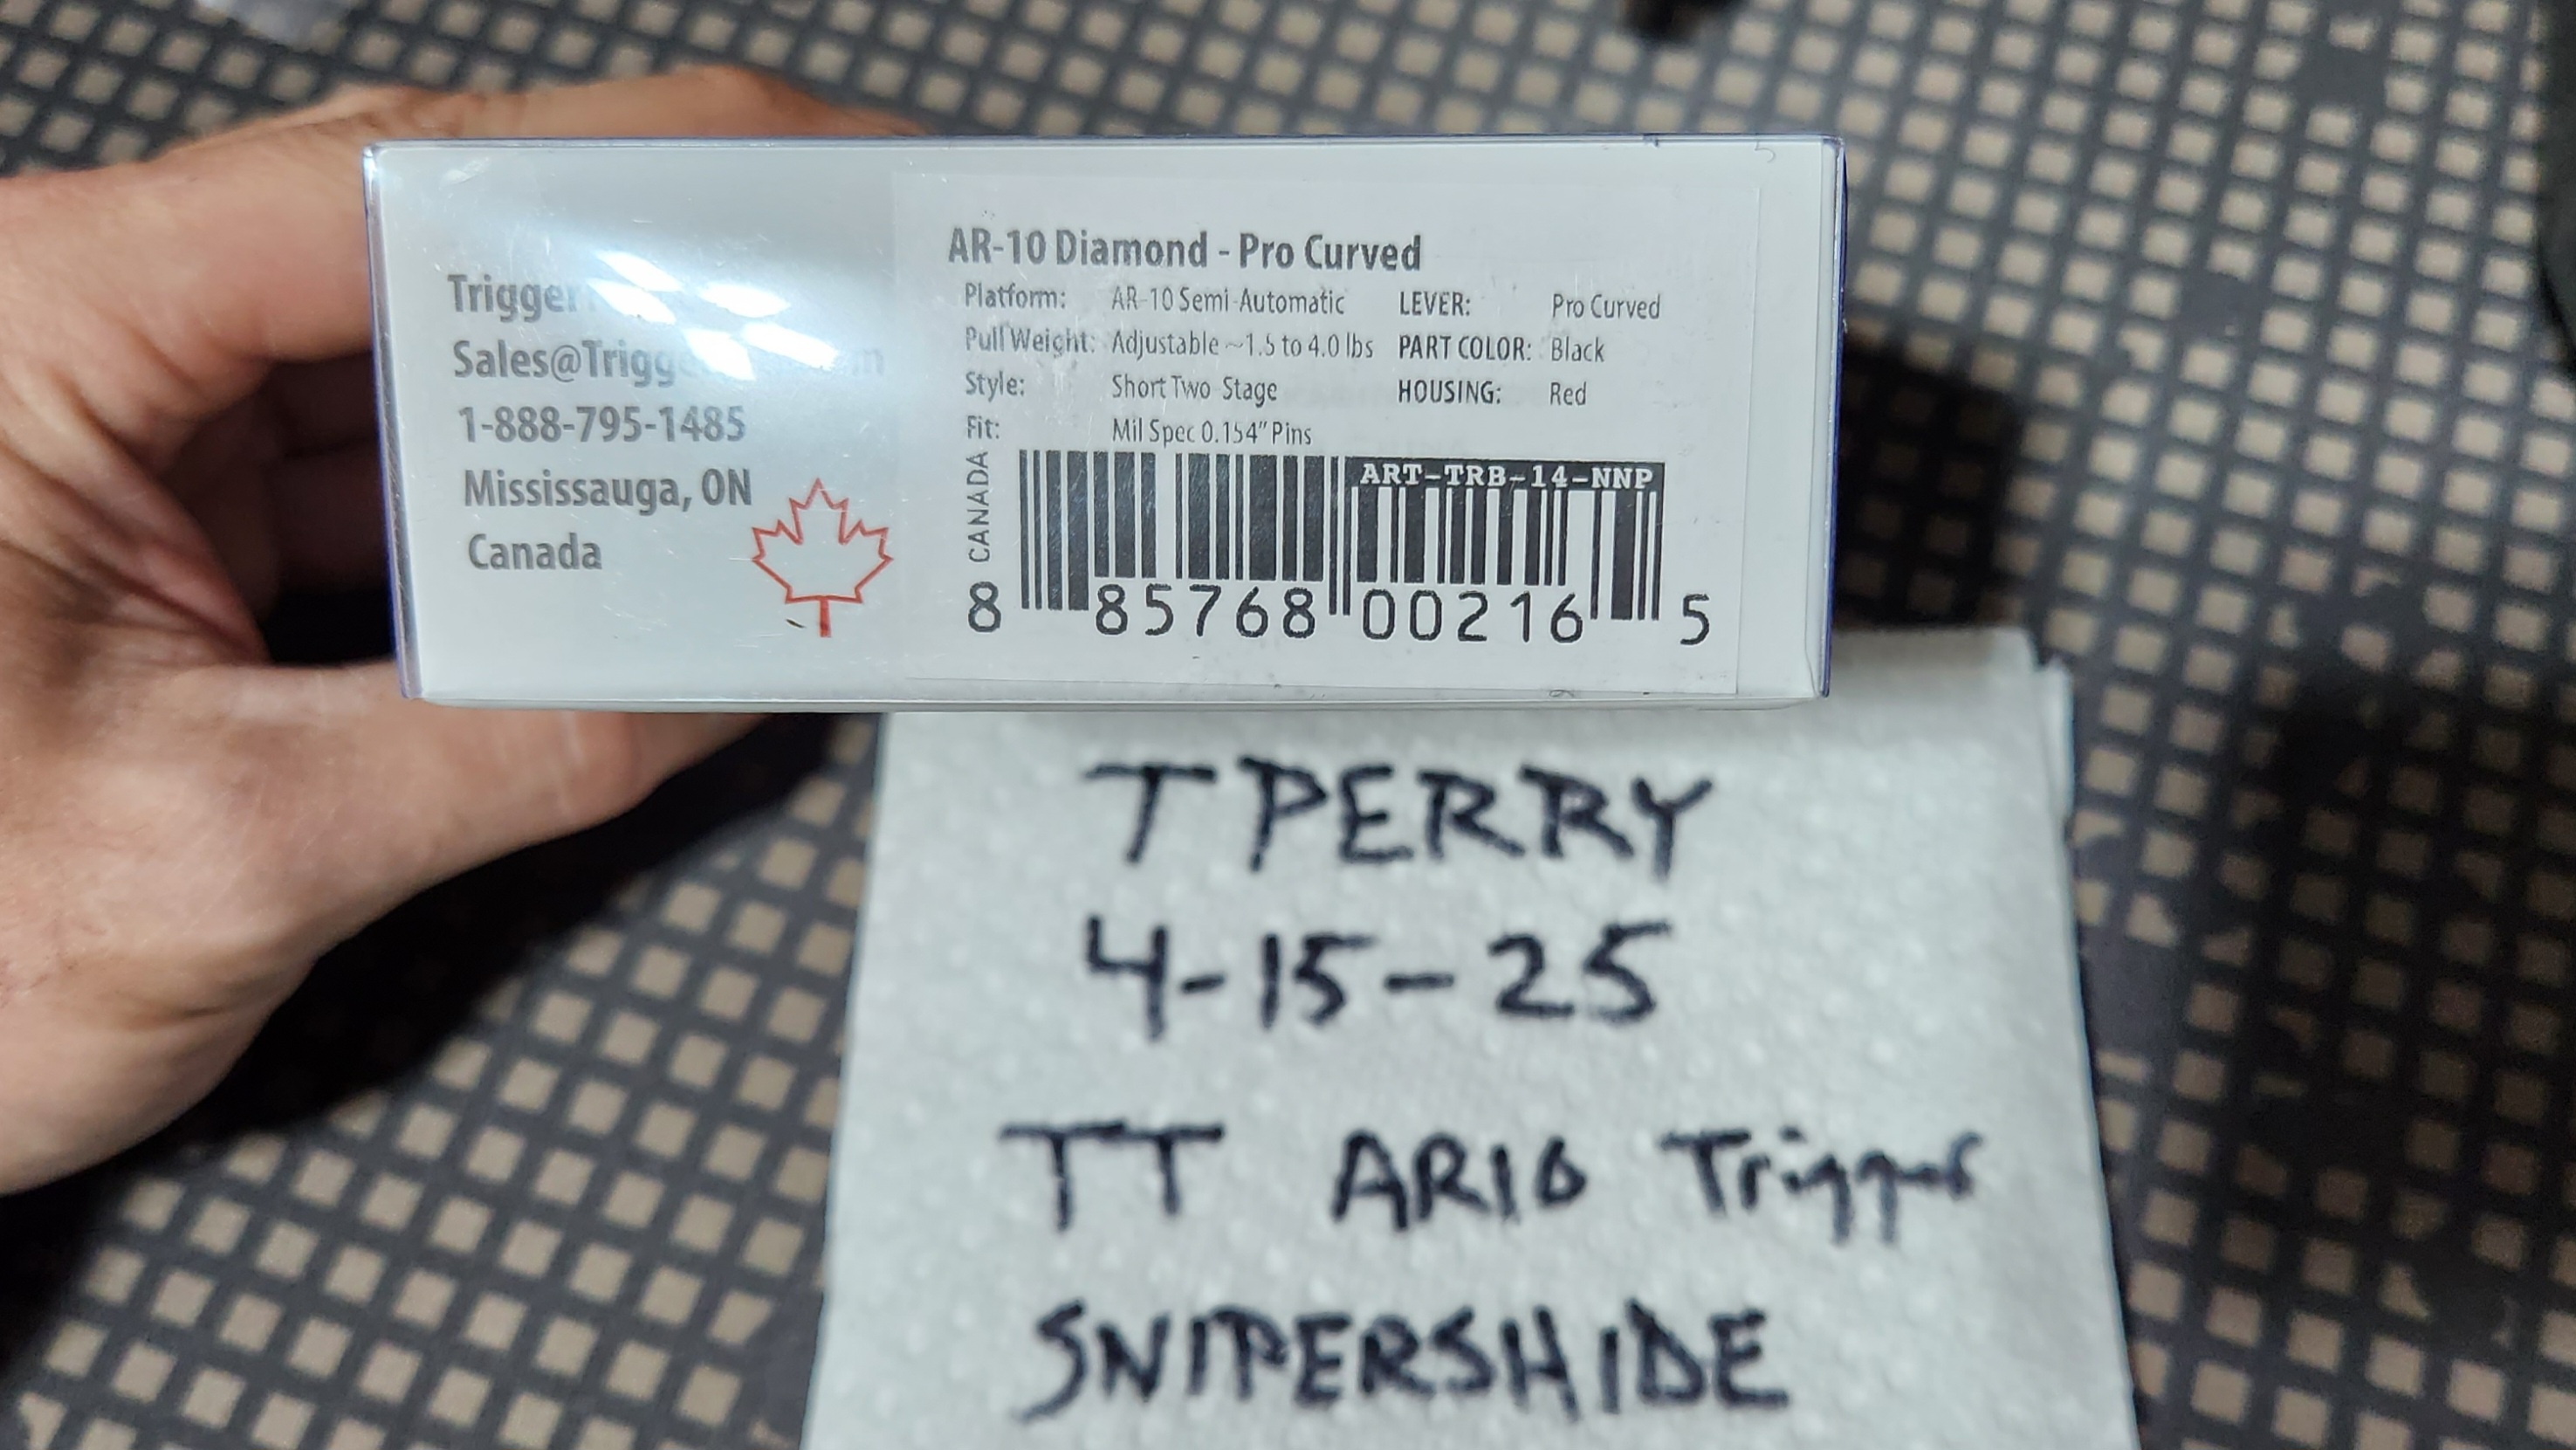 Trigger
Sales@Trigg
1-888-795-1485
Mississauga, ON
Canada
AR-10 Diamond - Pro Curved
Platform: AR-10 Semi-Automatic LEVER: Pro Curved
Pull Weight: Adjustable ~1.5 to 4.0 lbs PART COLOR: Black
Style: Short Two Stage HOUSING: Red
Fit: Mil Spec 0.154" Pins
CANADA
ART-TRB-14-NNP
8 85768 00216 5
T PERRY
4-15-25
TT AR10 Trigger
SNIPERSHIDE